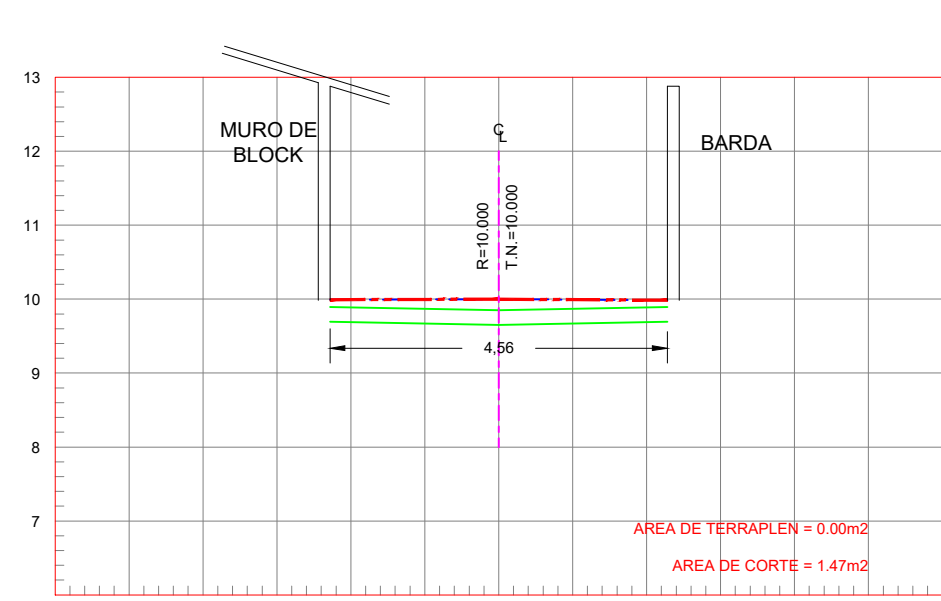 13
MURO DE
BLOCK
CL
BARDA
12
11
R=10.000
T.N.=10.000
10
4,56
9
8
7
AREA DE TERRAPLEN = 0.00m2
AREA DE CORTE = 1.47m2